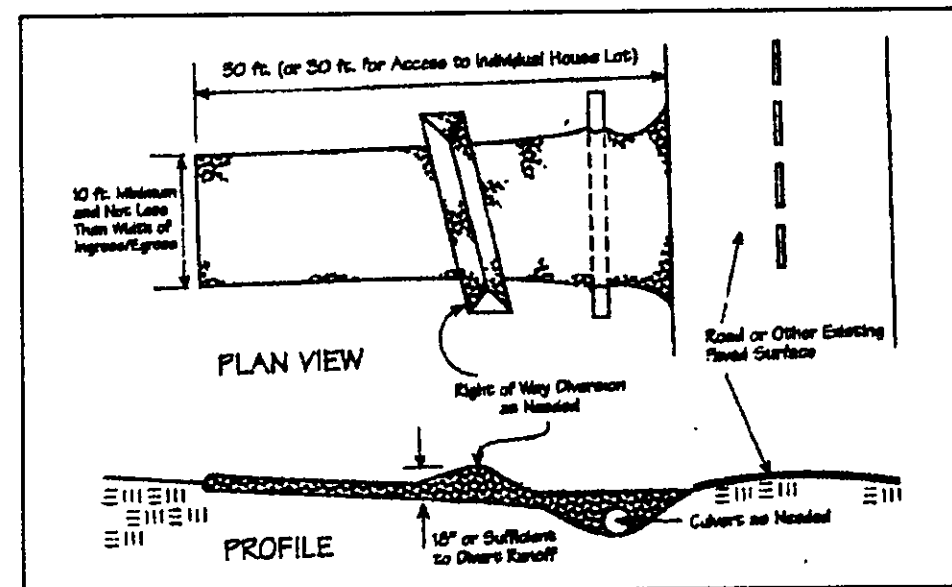 50 ft. (or 30 ft. for Access to Individual House Lot)
10 ft. Minimum
and Not Less
Than Width of
Ingress/Egress
PLAN VIEW
Road or Other Existing
Paved Surface
Right of Way Diversion
as Needed
Culvert as Needed
18" or Sufficient
to Divert Runoff
PROFILE